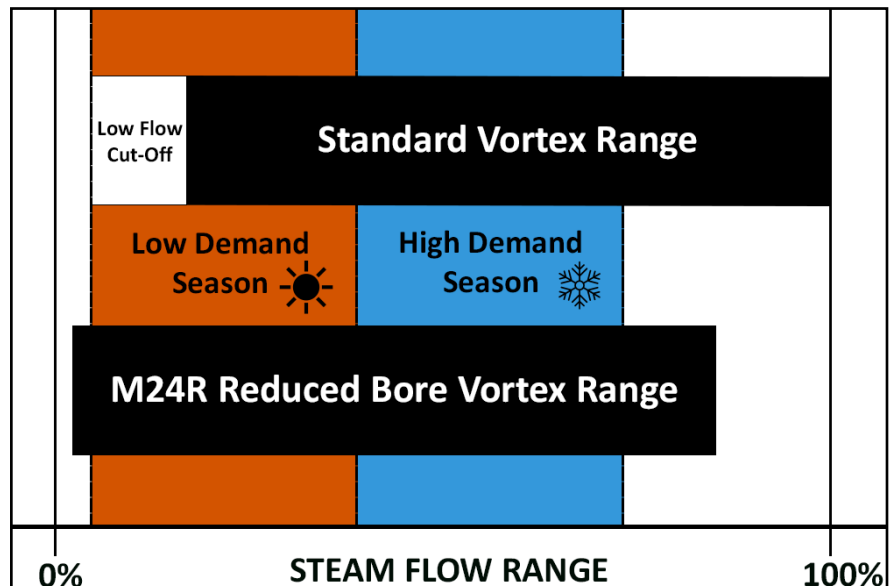 Low Flow
Cut-Off
Standard Vortex Range
Low Demand
Season
High Demand
Season
M24R Reduced Bore Vortex Range
0%
STEAM FLOW RANGE
100%